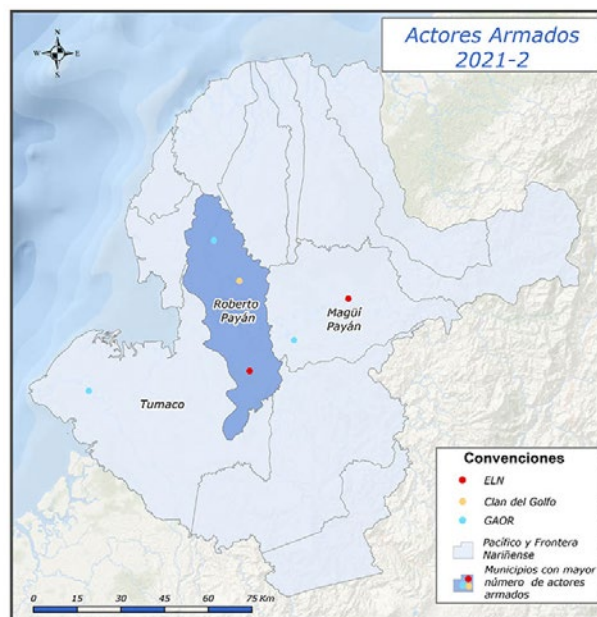 Actores Armados
2021-2
N
W E
S
Roberto
Payán
Magüi
Payán
Tumaco
Convenciones
ELN
Clan del Golfo
GAOR
Pacífico y Frontera
Nariñense
Municipios con mayor
número de actores
armados
0 15 30 45 60 75 Km